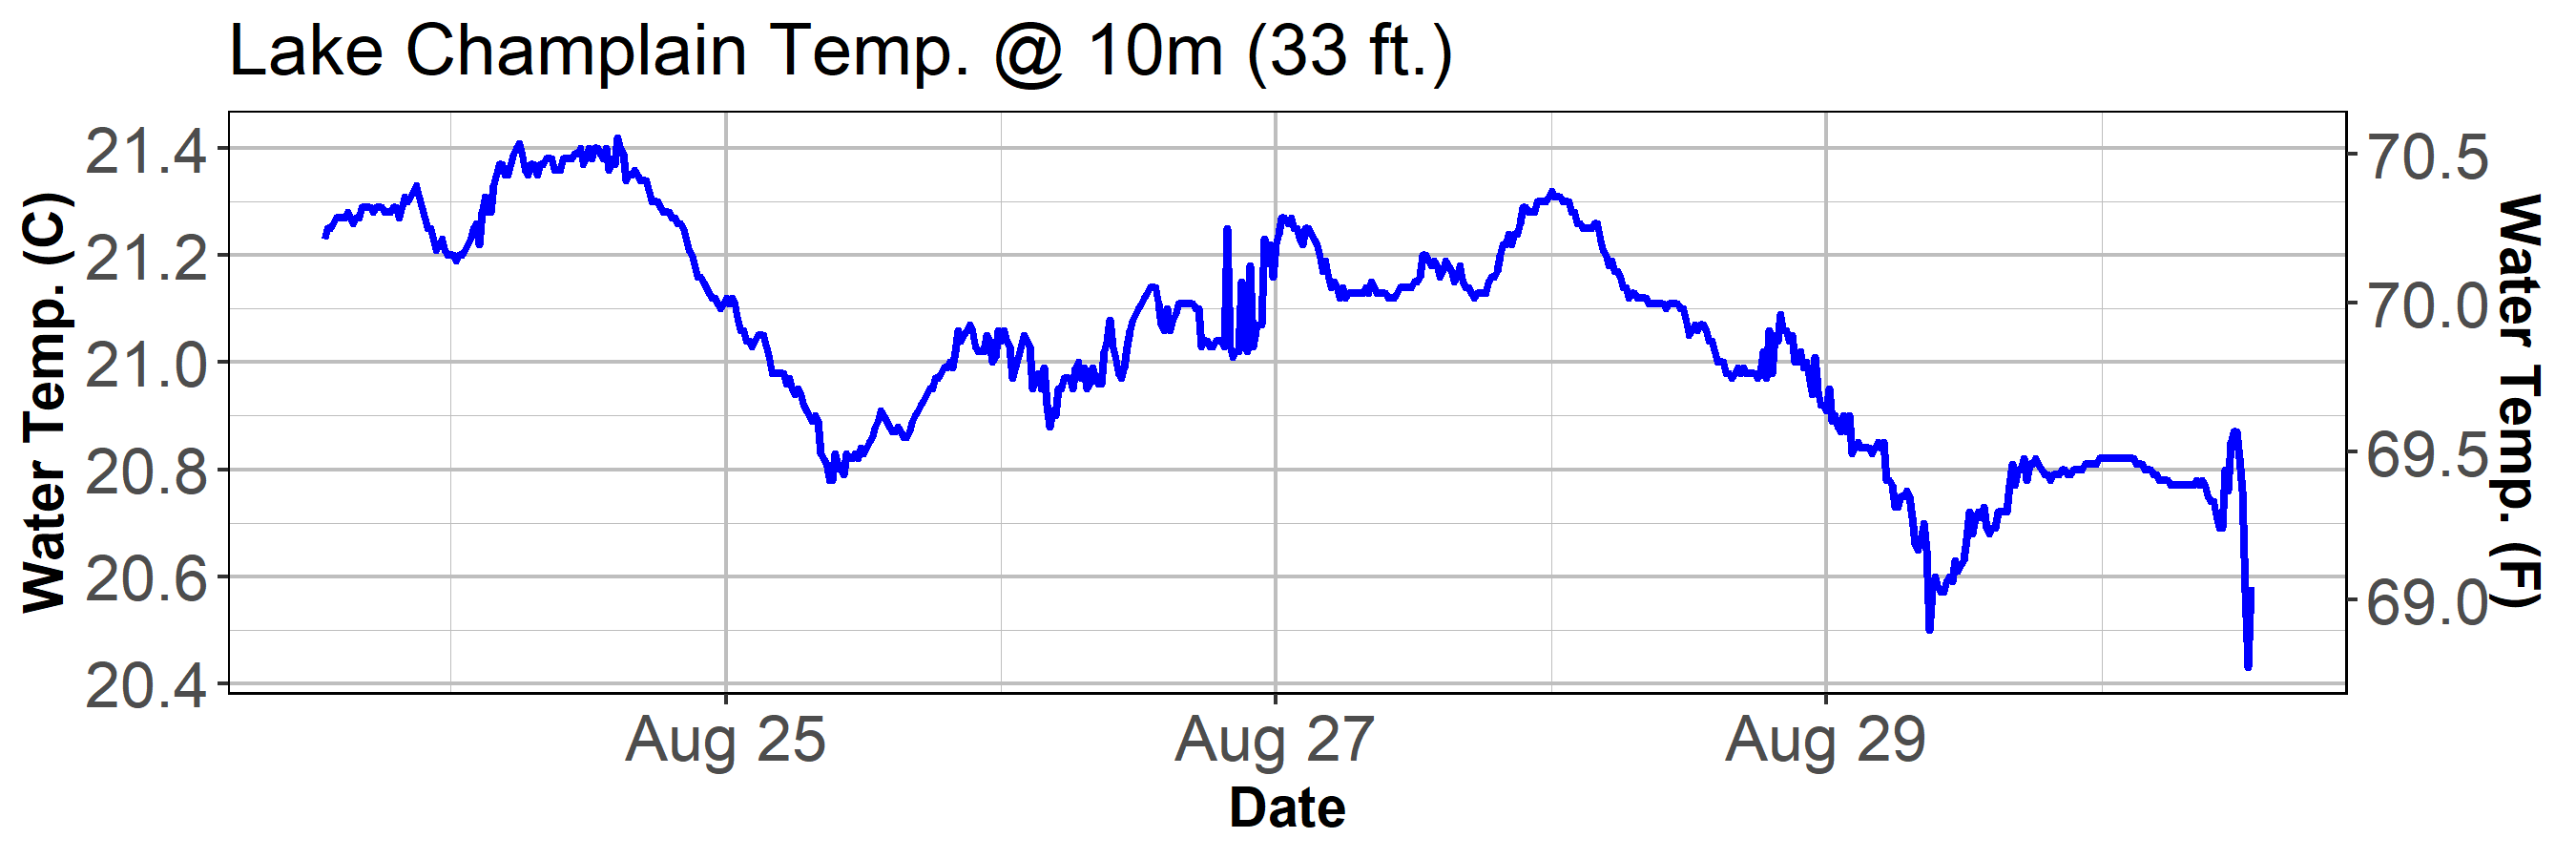 Lake Champlain Temp. @ 10m (33 ft.)
Water Temp. (C)
21.4
21.2
21.0
20.8
20.6
20.4
70.5
70.0
69.5
69.0
Water Temp. (F)
Aug 25
Aug 27
Aug 29
Date